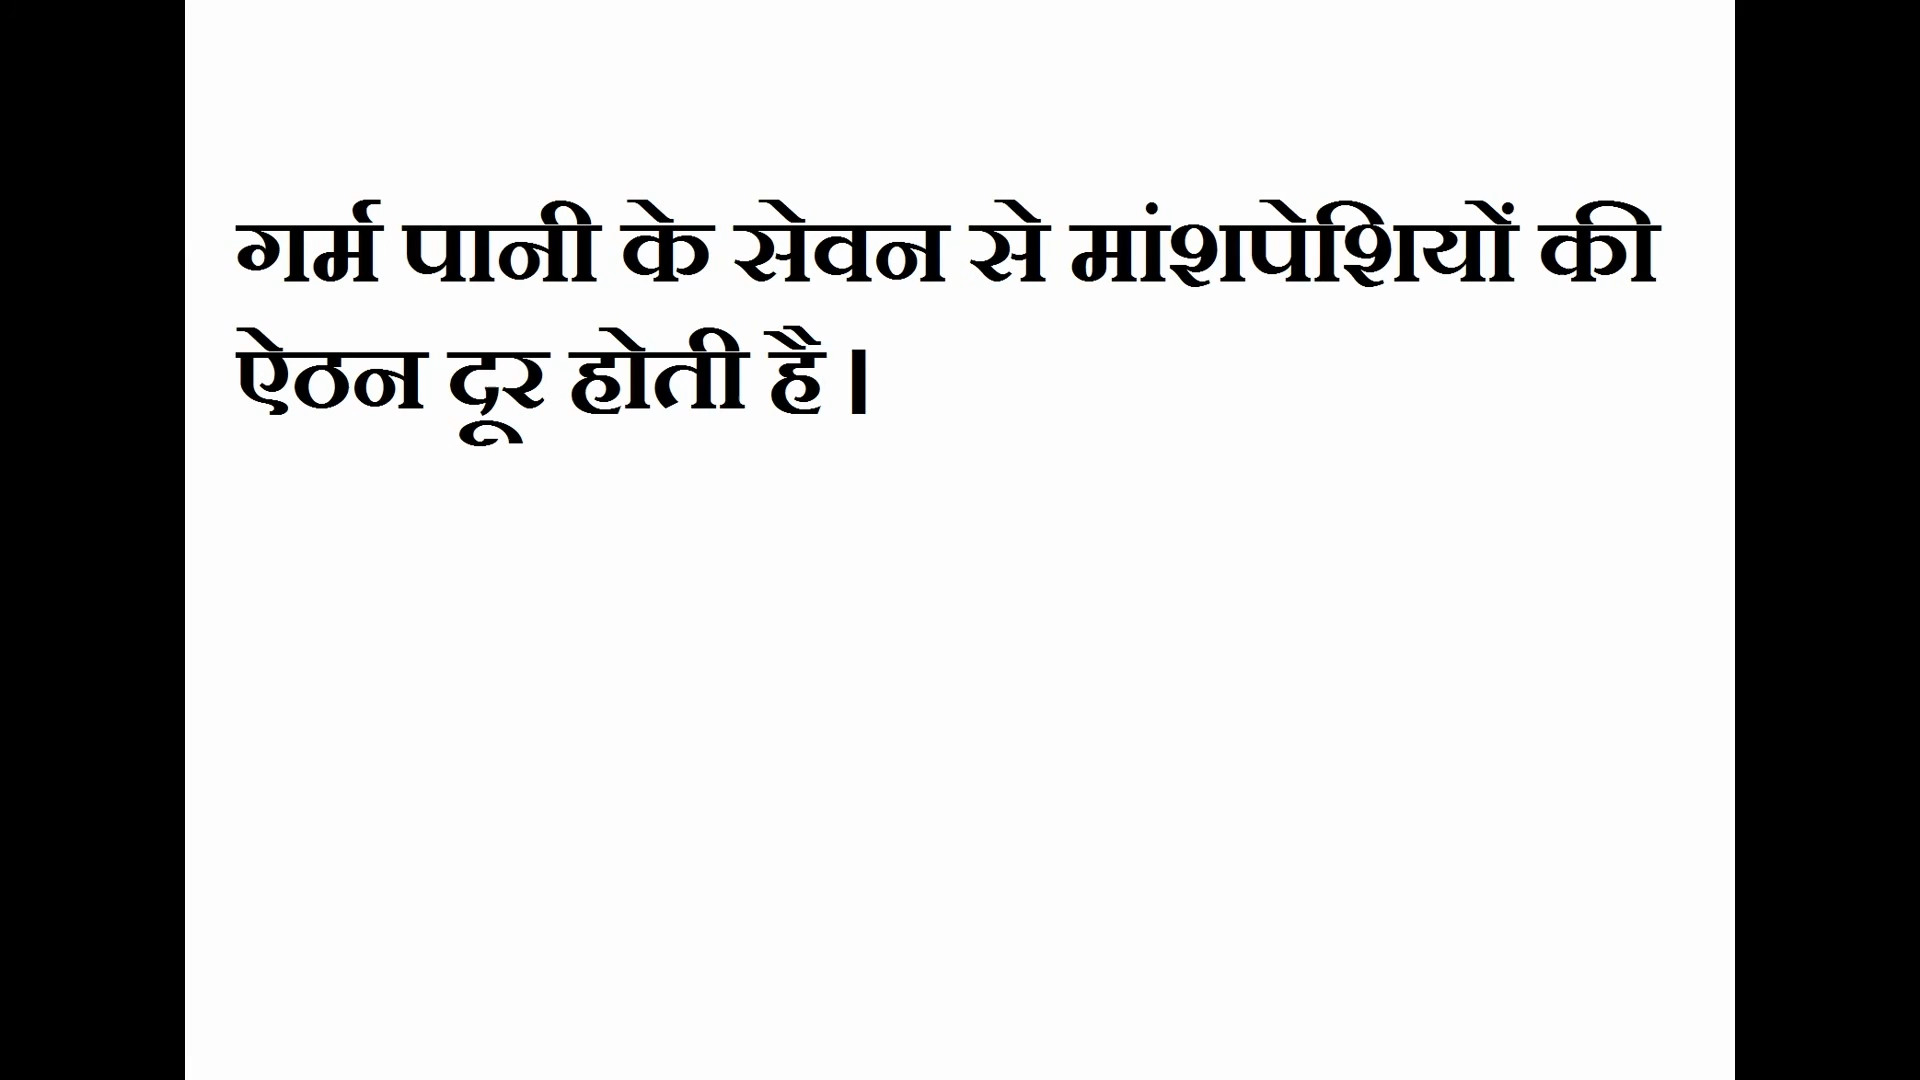 गर्म पानी के सेवन से मांशपेशियों की
ऐठन दूर होती है ।